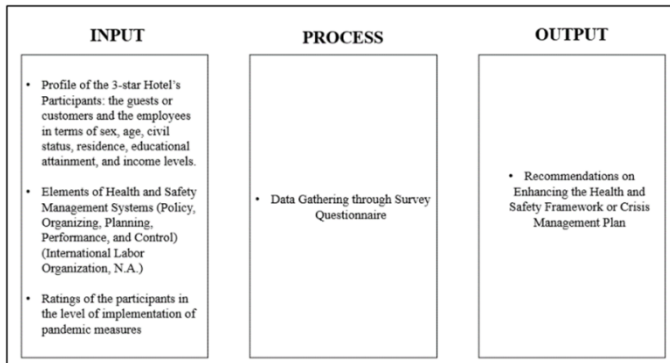 INPUT
• Profile of the 3-star Hotel's
Participants: the guests or
customers and the employees
in terms of sex, age, civil
status, residence, educational
attainment, and income levels.
• Elements of Health and Safety
Management Systems (Policy,
Organizing, Planning,
Performance, and Control)
(International Labor
Organization, N.A.)
• Ratings of the participants in
the level of implementation of
pandemic measures
PROCESS
• Data Gathering through Survey
Questionnaire
OUTPUT
• Recommendations on
Enhancing the Health and
Safety Framework or Crisis
Management Plan